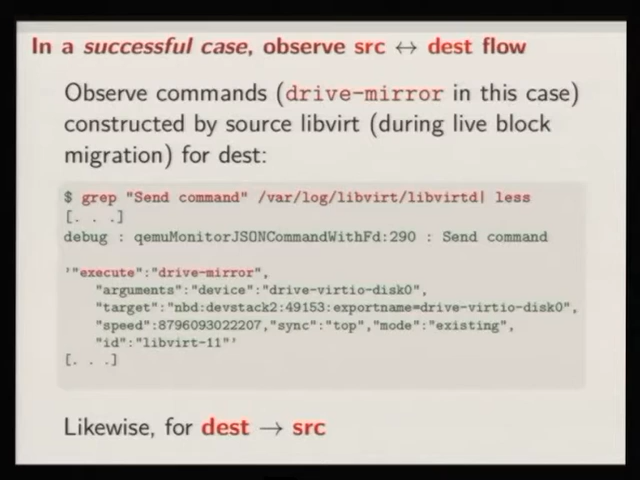 In a successful case, observe src ↔ dest flow
Observe commands (drive-mirror in this case)
constructed by source libvirt (during live block
migration) for dest:
$ grep "Send command" /var/log/libvirt/libvirtd| less
[. . .]
debug : qemuMonitorJSONCommandWithFd:290 : Send command
'"execute":"drive-mirror",
"arguments":"device":"drive-virtio-disk0",
"target":"nbd:devstack2:49153:exportname=drive-virtio-disk0",
"speed":8796093022207,"sync":"top","mode":"existing",
"id":"libvirt-11"'
[. . .]
Likewise, for dest → src